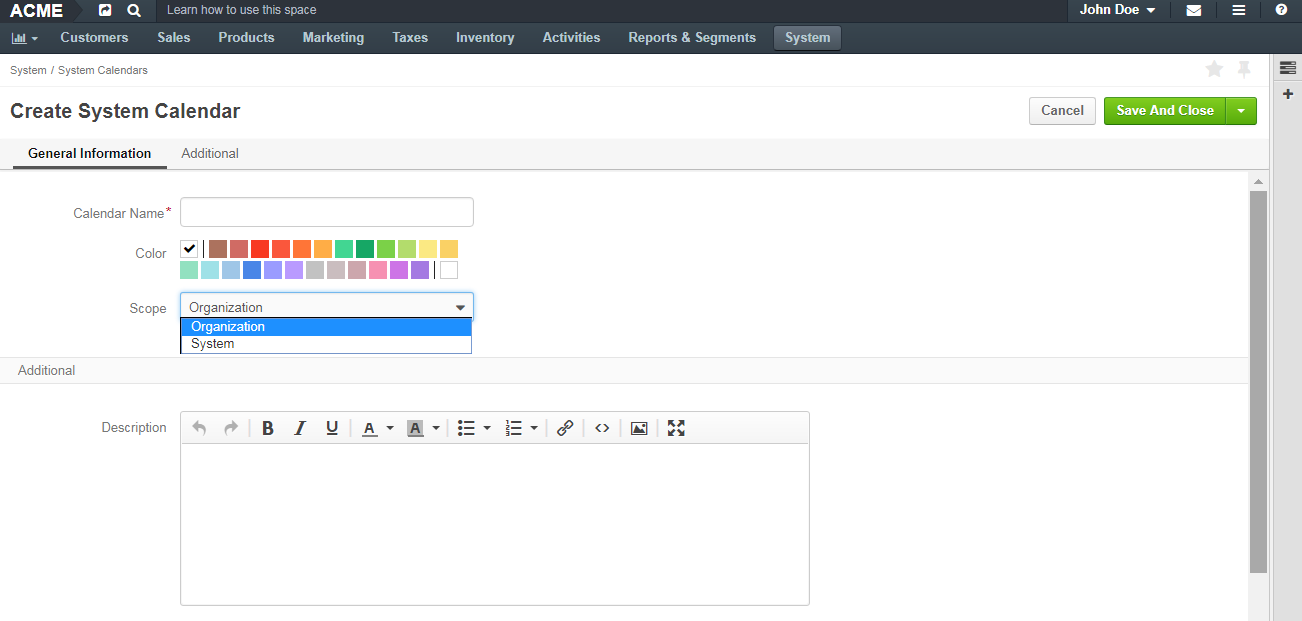 ACME Learn how to use this space John Doe
Customers Sales Products Marketing Taxes Inventory Activities Reports & Segments System
System / System Calendars
Create System Calendar Cancel Save And Close
General Information Additional
Calendar Name*
Color
Scope Organization
Organization
System
Additional
Description B I U A A